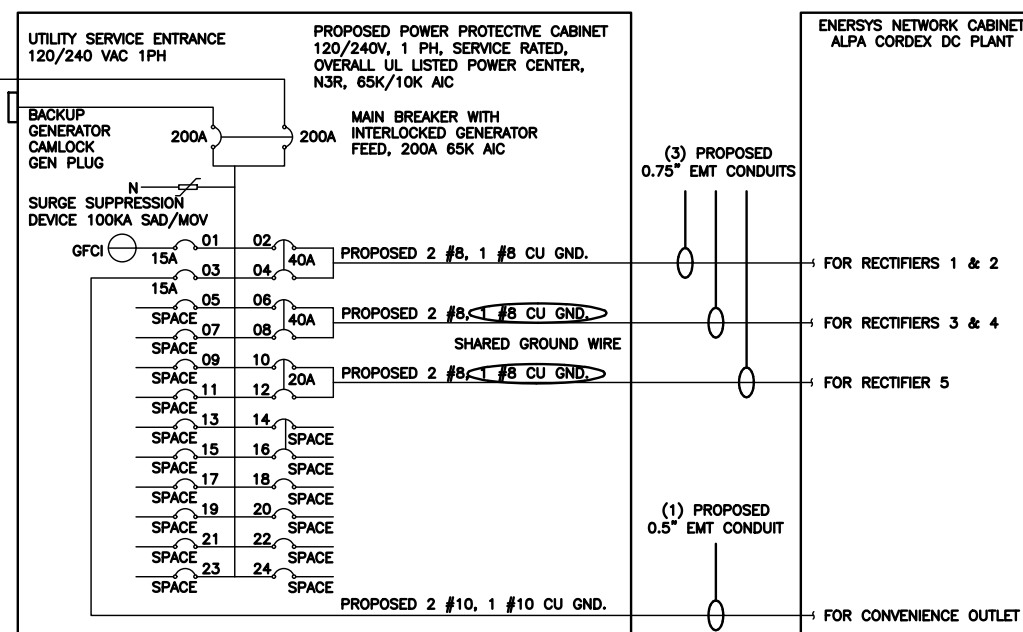 UTILITY SERVICE ENTRANCE
120/240 VAC 1PH
PROPOSED POWER PROTECTIVE CABINET
120/240V, 1 PH, SERVICE RATED,
OVERALL UL LISTED POWER CENTER,
N3R, 65K/10K AIC
ENERSYS NETWORK CABINET
ALPA CORDEX DC PLANT
BACKUP
GENERATOR
CAMLOCK
GEN PLUG
200A
200A
MAIN BREAKER WITH
INTERLOCKED GENERATOR
FEED, 200A 65K AIC
(3) PROPOSED
0.75" EMT CONDUITS
N
SURGE SUPPRESSION
DEVICE 100KA SAD/MOV
GFCI
01 02
15A
40A
PROPOSED 2 #8, 1 #8 CU GND.
FOR RECTIFIERS 1 & 2
03 04
15A
05 06
SPACE
40A
PROPOSED 2 #8, 1 #8 CU GND.
FOR RECTIFIERS 3 & 4
07 08
SPACE
SHARED GROUND WIRE
09 10
SPACE
20A
PROPOSED 2 #8, 1 #8 CU GND.
FOR RECTIFIER 5
11 12
SPACE
13 14
SPACE SPACE
15 16
SPACE SPACE
17 18
SPACE SPACE
19 20
SPACE SPACE
21 22
SPACE SPACE
23 24
SPACE SPACE
(1) PROPOSED
0.5" EMT CONDUIT
PROPOSED 2 #10, 1 #10 CU GND.
FOR CONVENIENCE OUTLET